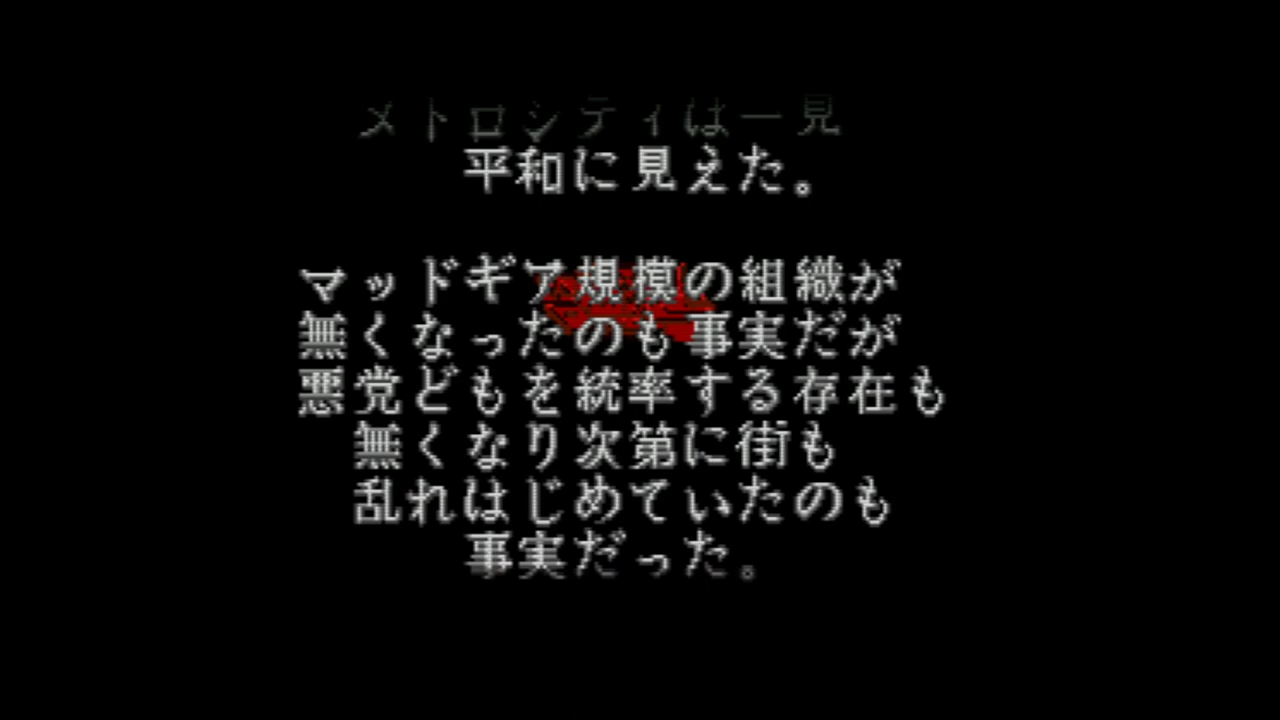 メトロシティは一見
平和に見えた。
マッドギア規模の組織が
無くなったのも事実だが
悪党どもを統率する存在も
無くなり次第に街も
乱れはじめていたのも
事実だった。